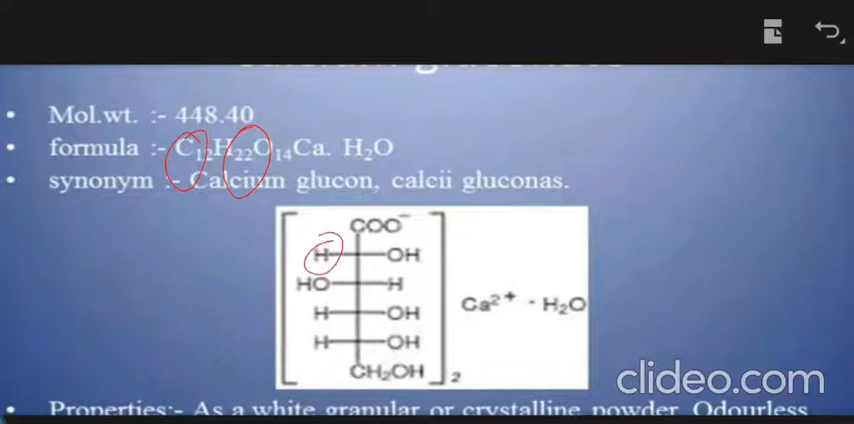 • Mol.wt. :- 448.40
• formula :- C₁₂H₂₂O₁₄Ca. H₂O
• synonym :- Calcium glucon, calcii gluconas.
COO⁻
H OH
HO H
H OH
H OH
CH₂OH
2
Ca²⁺ · H₂O
clideo.com
• Properties:- As a white granular or crystalline powder. Odourless